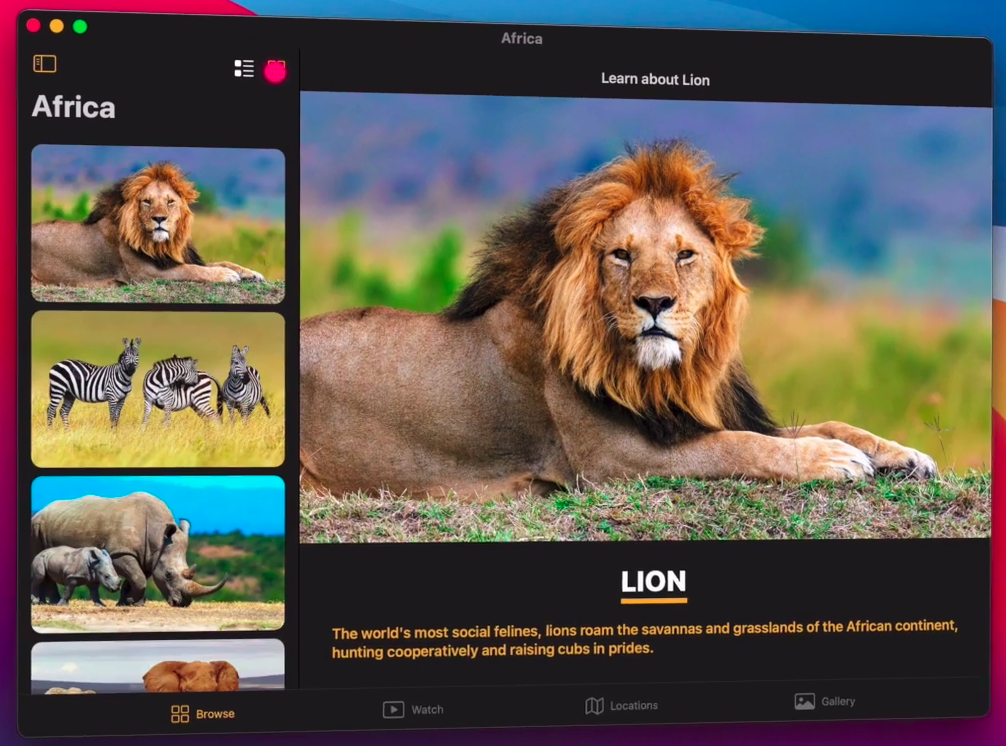 Africa
Learn about Lion
Africa
LION
The world's most social felines, lions roam the savannas and grasslands of the African continent,
hunting cooperatively and raising cubs in prides.
Browse
Watch
Locations
Gallery